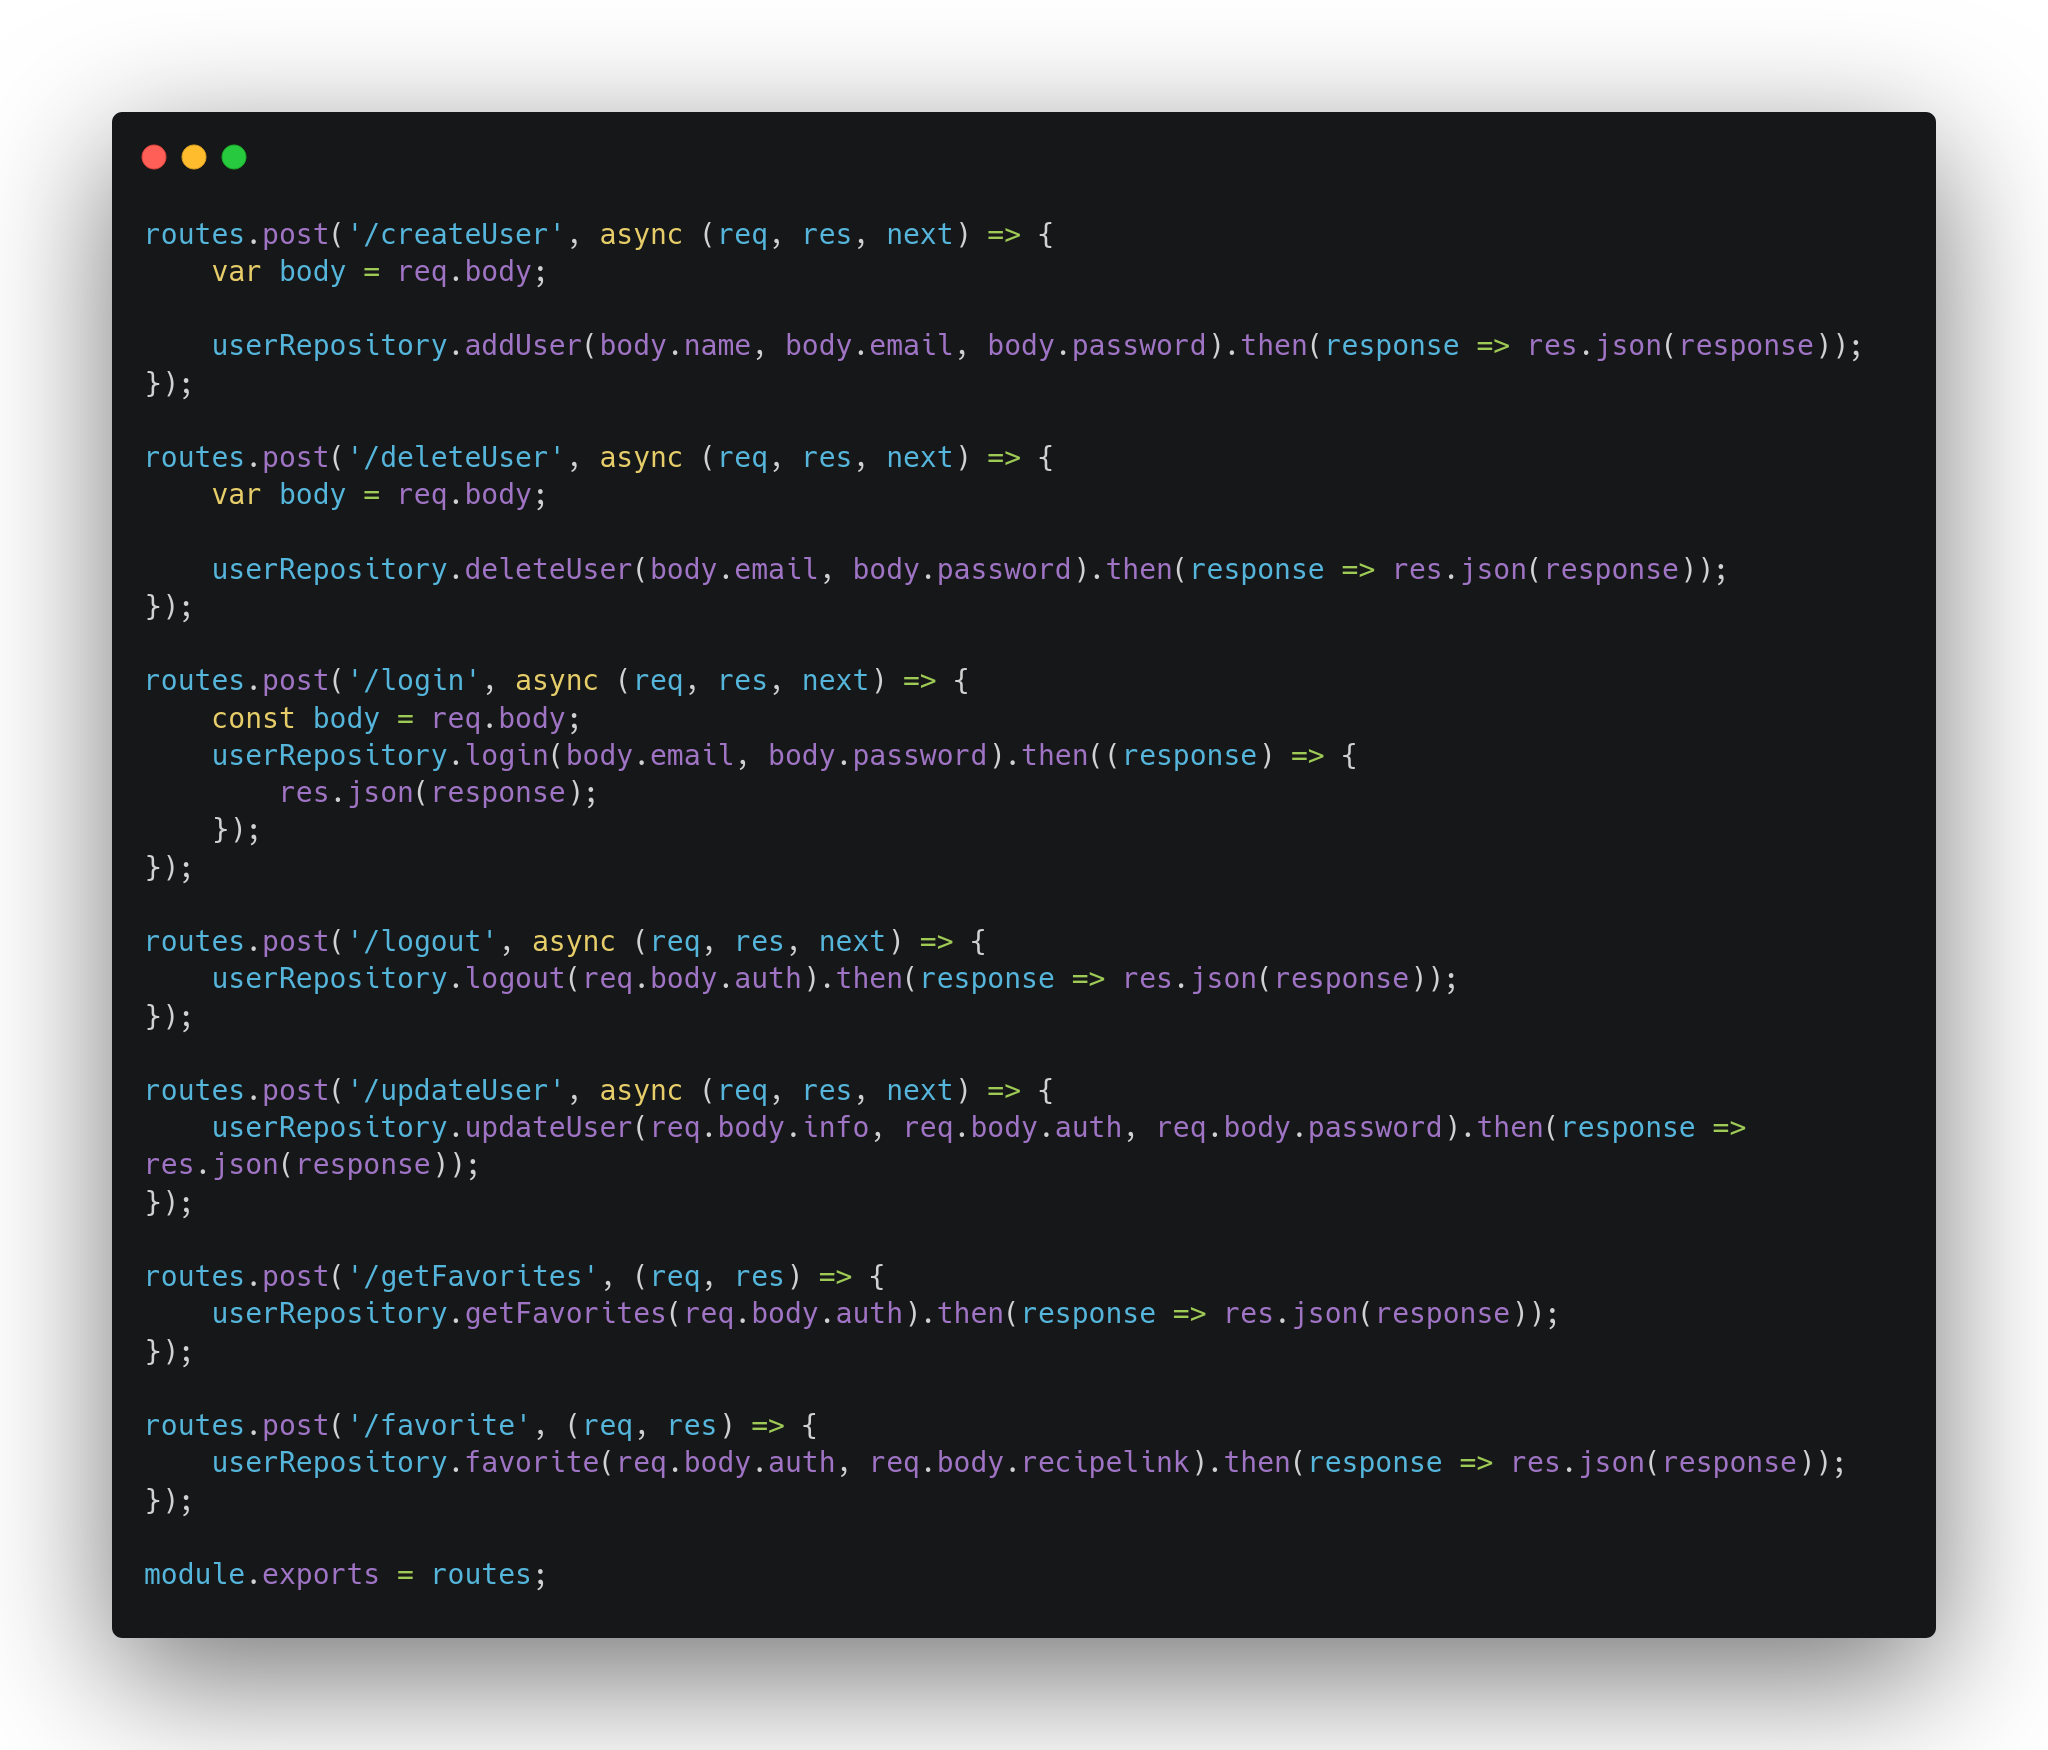 routes.post('/createUser', async (req, res, next) => {
    var body = req.body;

    userRepository.addUser(body.name, body.email, body.password).then(response => res.json(response));
});

routes.post('/deleteUser', async (req, res, next) => {
    var body = req.body;

    userRepository.deleteUser(body.email, body.password).then(response => res.json(response));
});

routes.post('/login', async (req, res, next) => {
    const body = req.body;
    userRepository.login(body.email, body.password).then((response) => {
        res.json(response);
    });
});

routes.post('/logout', async (req, res, next) => {
    userRepository.logout(req.body.auth).then(response => res.json(response));
});

routes.post('/updateUser', async (req, res, next) => {
    userRepository.updateUser(req.body.info, req.body.auth, req.body.password).then(response =>
res.json(response));
});

routes.post('/getFavorites', (req, res) => {
    userRepository.getFavorites(req.body.auth).then(response => res.json(response));
});

routes.post('/favorite', (req, res) => {
    userRepository.favorite(req.body.auth, req.body.recipelink).then(response => res.json(response));
});

module.exports = routes;